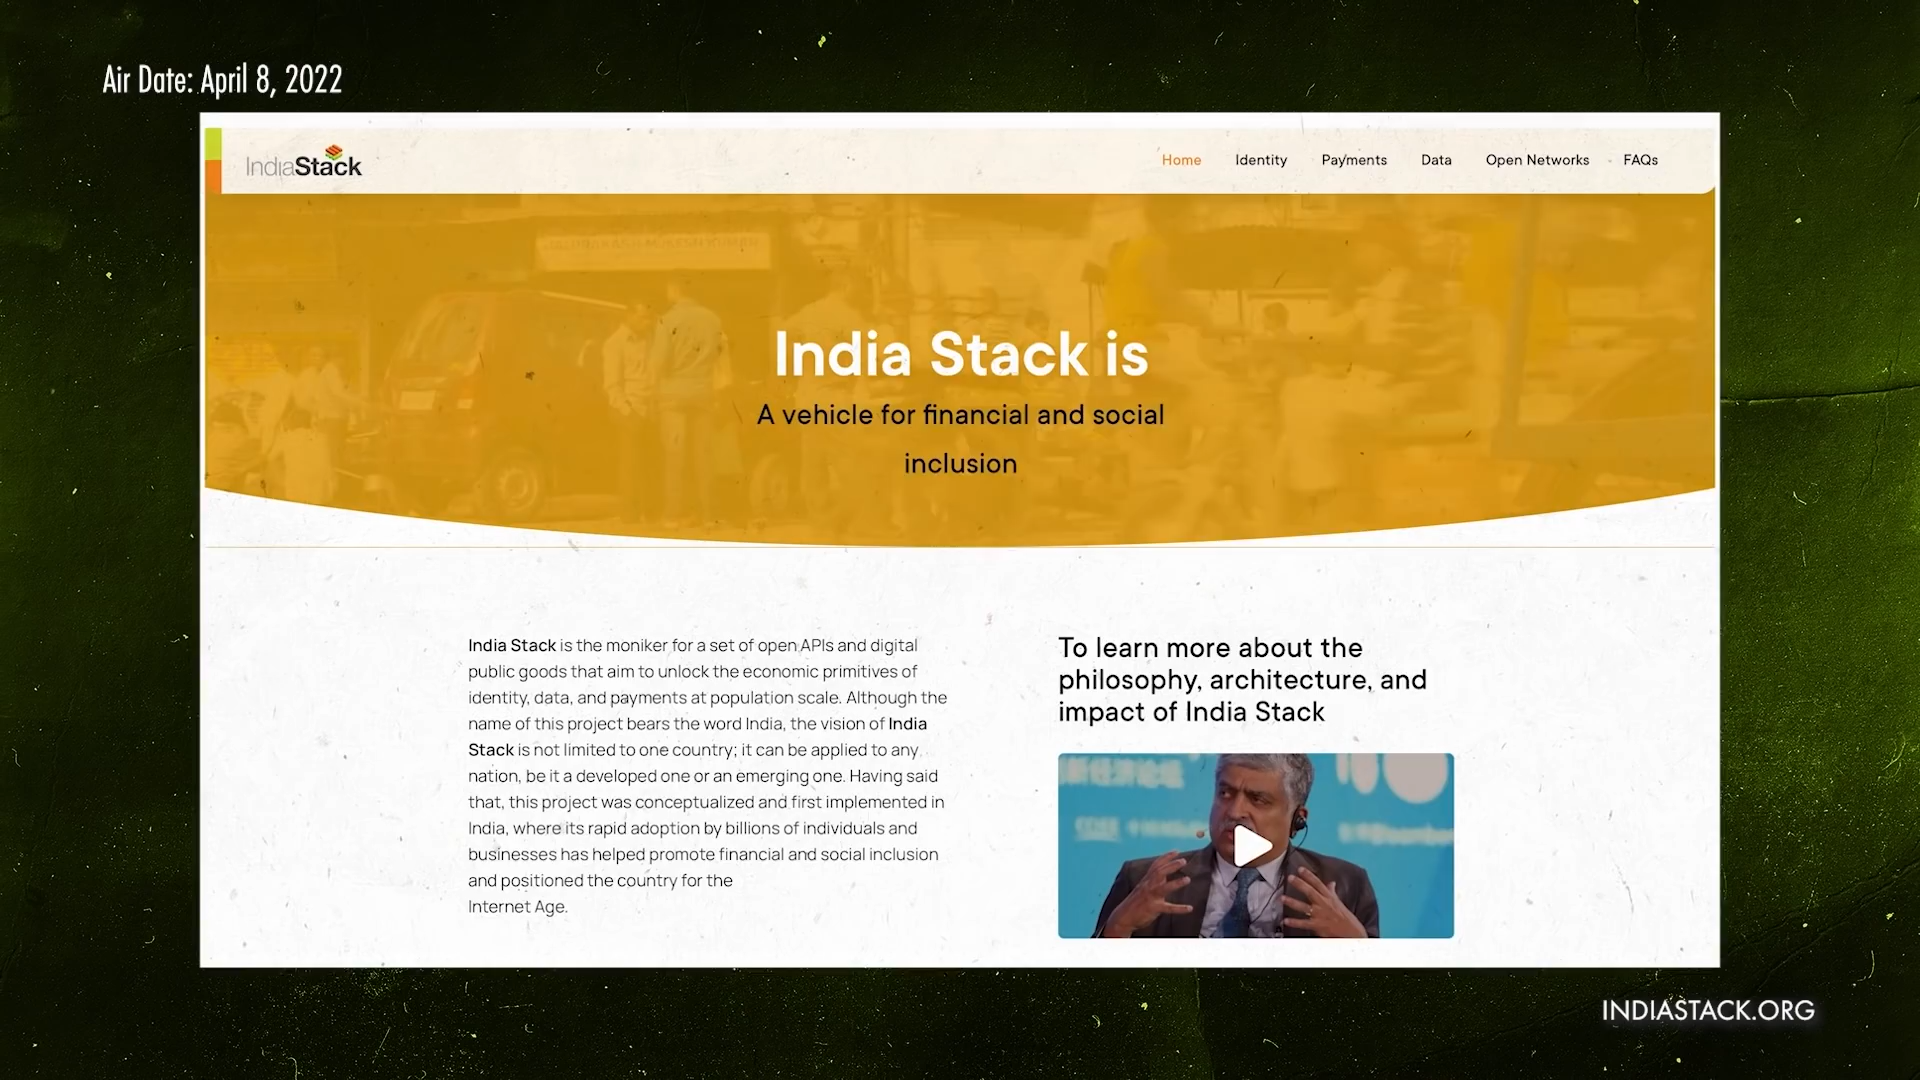 Air Date: April 8, 2022
IndiaStack
Home Identity Payments Data Open Networks FAQs
India Stack is
A vehicle for financial and social
inclusion
India Stack is the moniker for a set of open APIs and digital
public goods that aim to unlock the economic primitives of
identity, data, and payments at population scale. Although the
name of this project bears the word India, the vision of India
Stack is not limited to one country; it can be applied to any
nation, be it a developed one or an emerging one. Having said
that, this project was conceptualized and first implemented in
India, where its rapid adoption by billions of individuals and
businesses has helped promote financial and social inclusion
and positioned the country for the
Internet Age.
To learn more about the
philosophy, architecture, and
impact of India Stack
INDIASTACK.ORG